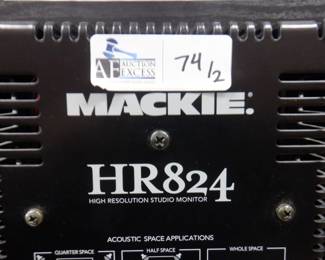 AE AUCTION EXCESS
74/2
MACKIE.
HR824
HIGH RESOLUTION STUDIO MONITOR
ACOUSTIC SPACE APPLICATIONS
QUARTER SPACE HALF SPACE WHOLE SPACE